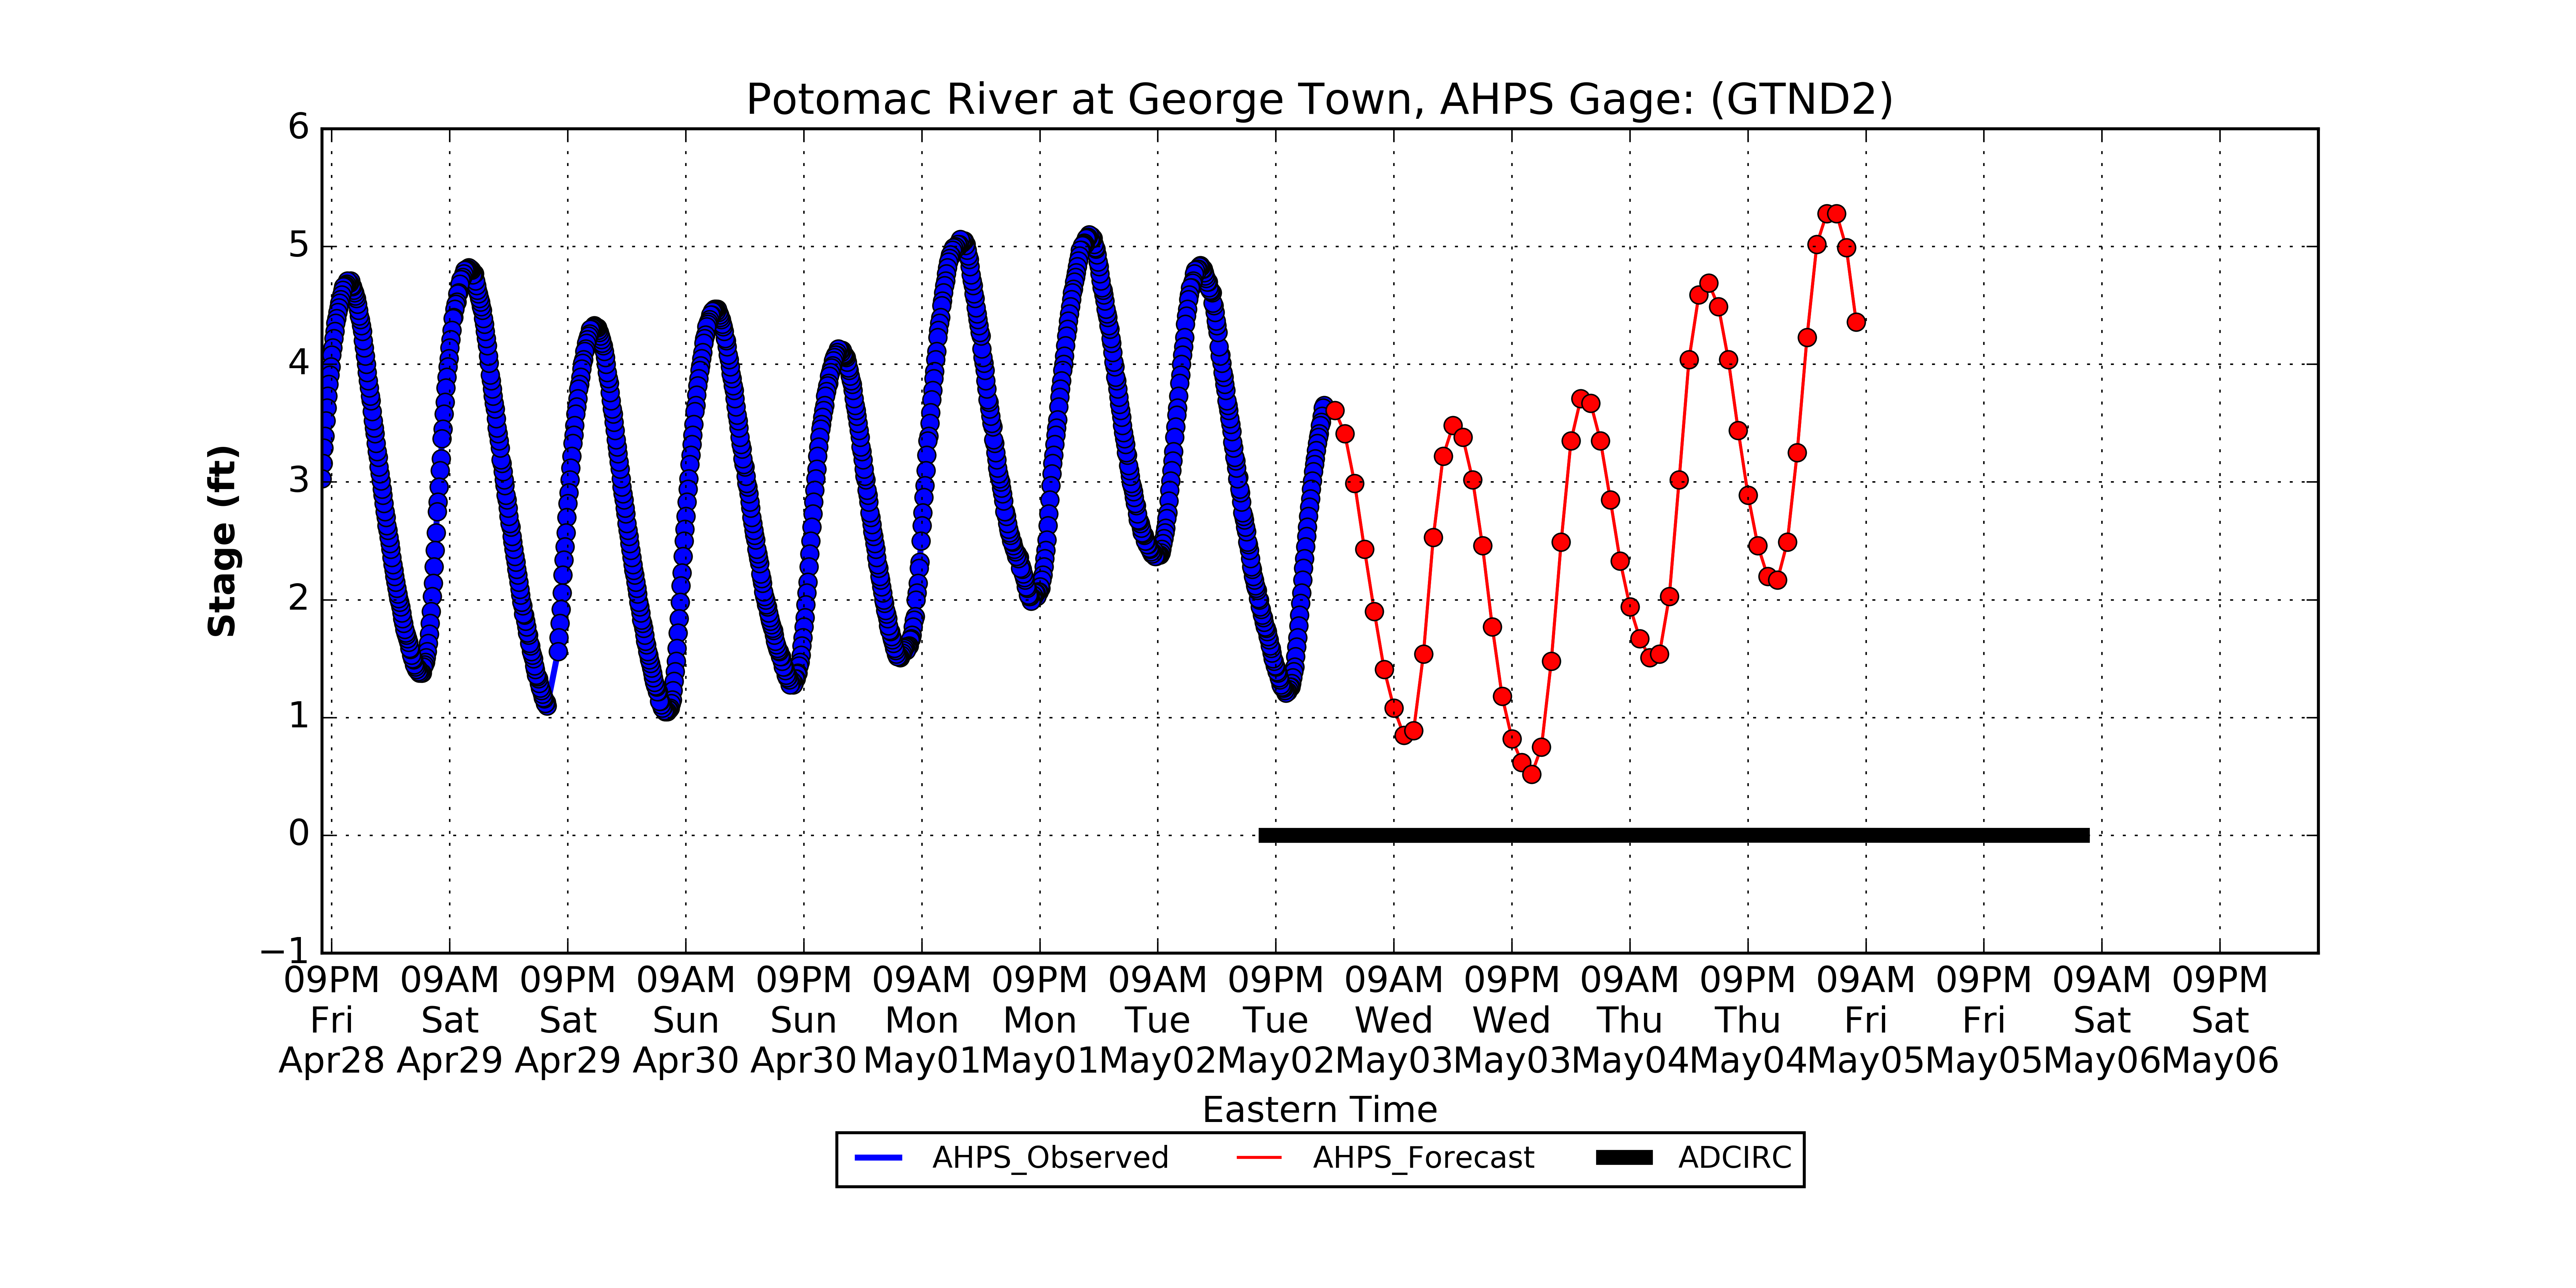 Potomac River at George Town, AHPS Gage: (GTND2)
6
5
4
3
2
1
0
−1
Stage (ft)
09PM 09AM 09PM 09AM 09PM 09AM 09PM 09AM 09PM 09AM 09PM 09AM 09PM 09AM 09PM 09AM 09PM
Fri Sat Sat Sun Sun Mon Mon Tue Tue Wed Wed Thu Thu Fri Fri Sat Sat
Apr28 Apr29 Apr29 Apr30 Apr30 May01 May01 May02 May02 May03 May03 May04 May04 May05 May05 May06 May06
Eastern Time
AHPS_Observed AHPS_Forecast ADCIRC